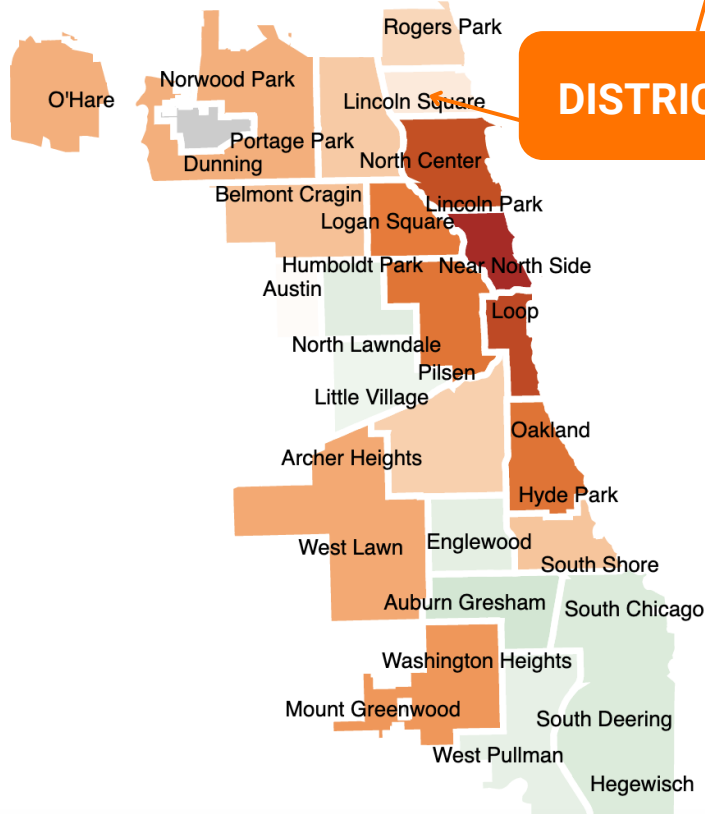 Rogers Park
DISTRIC
O'Hare
Norwood Park
Lincoln Square
Portage Park
Dunning
North Center
Belmont Cragin
Lincoln Park
Logan Square
Humboldt Park
Near North Side
Austin
Loop
North Lawndale
Pilsen
Little Village
Oakland
Archer Heights
Hyde Park
Englewood
West Lawn
South Shore
Auburn Gresham
South Chicago
Washington Heights
Mount Greenwood
South Deering
West Pullman
Hegewisch